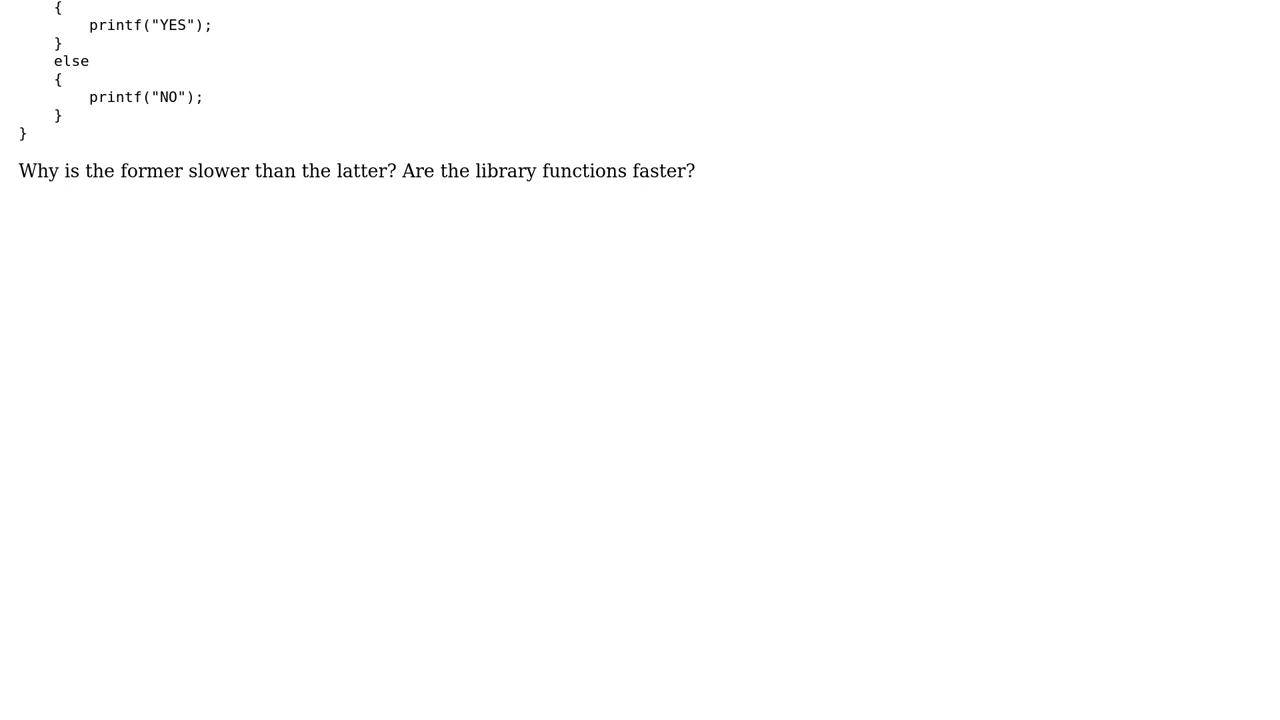 {
        printf("YES");
    }
    else
    {
        printf("NO");
    }
}
Why is the former slower than the latter? Are the library functions faster?